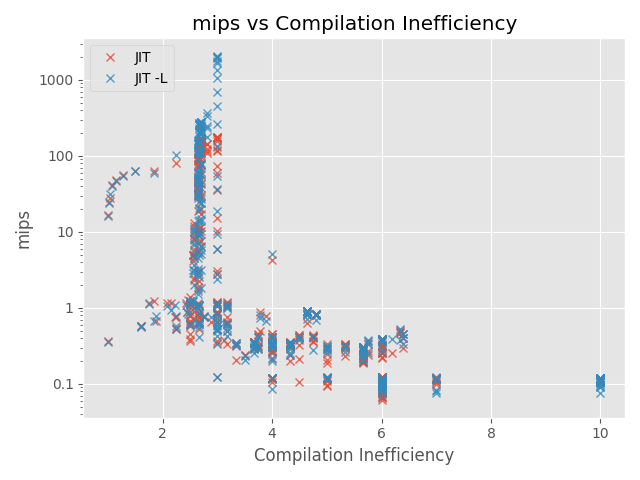 mips vs Compilation Inefficiency
JIT
JIT -L
1000
100
10
1
0.1
mips
2
4
6
8
10
Compilation Inefficiency